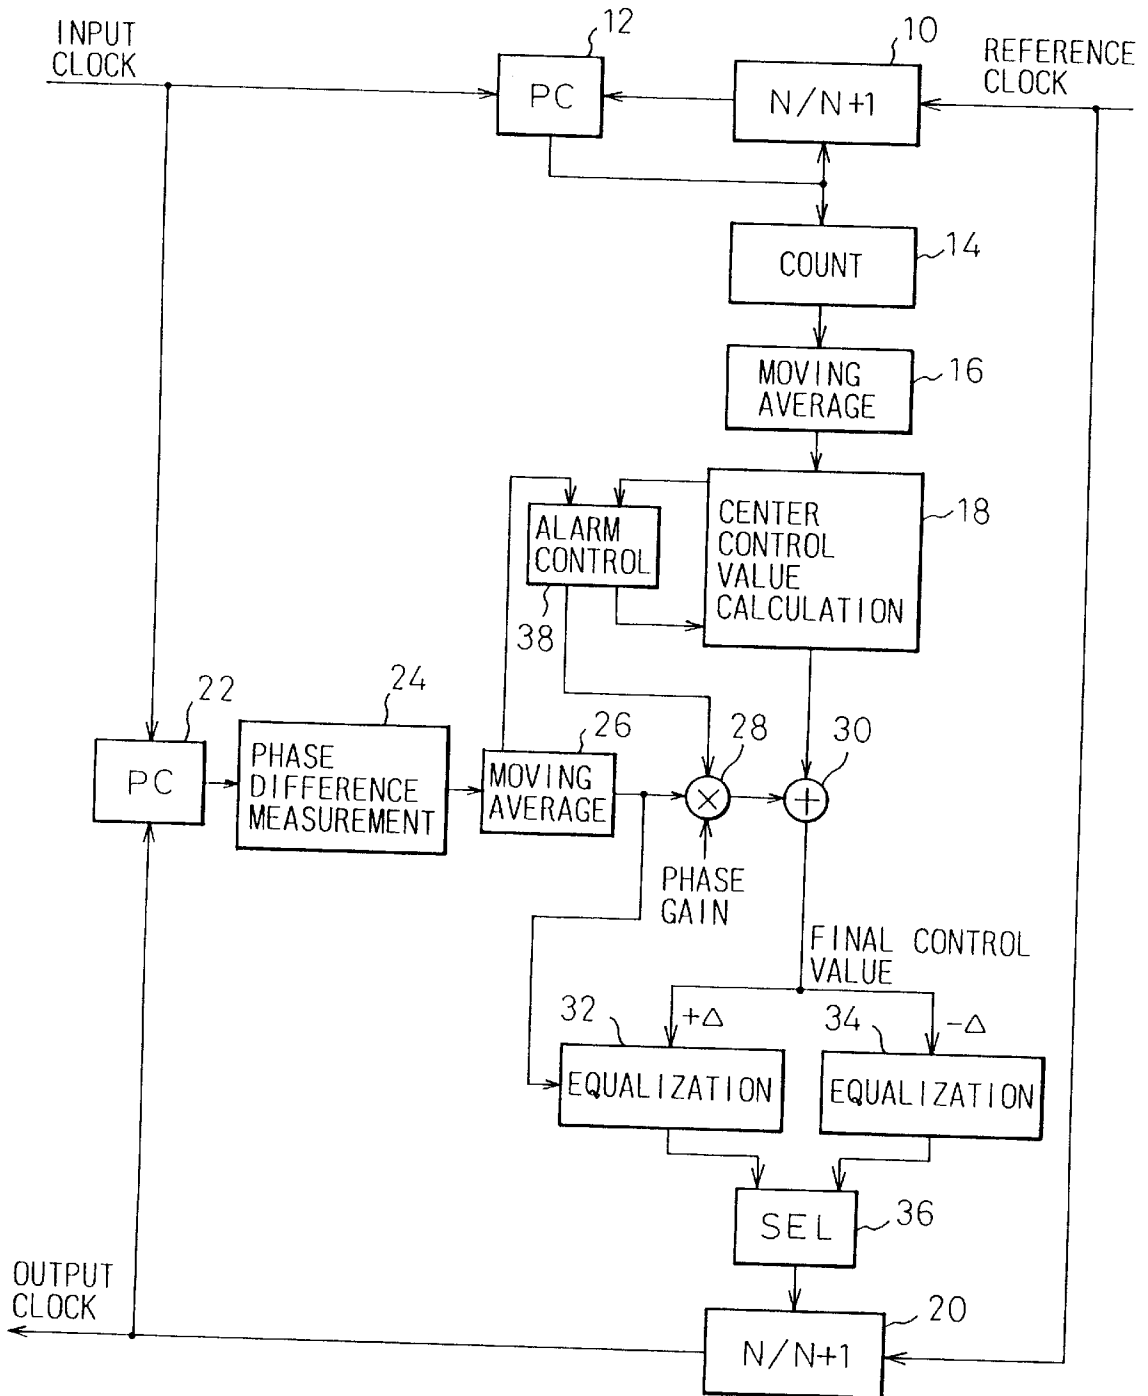 INPUT
CLOCK
12
10
REFERENCE
CLOCK
PC
N/N+1
COUNT
14
MOVING
AVERAGE
16
ALARM
CONTROL
38
CENTER
CONTROL
VALUE
CALCULATION
18
22
24
26
28
30
PC
PHASE
DIFFERENCE
MEASUREMENT
MOVING
AVERAGE
×
+
PHASE
GAIN
FINAL CONTROL
VALUE
32
+Δ
34
-Δ
EQUALIZATION
EQUALIZATION
SEL
36
OUTPUT
CLOCK
20
N/N+1